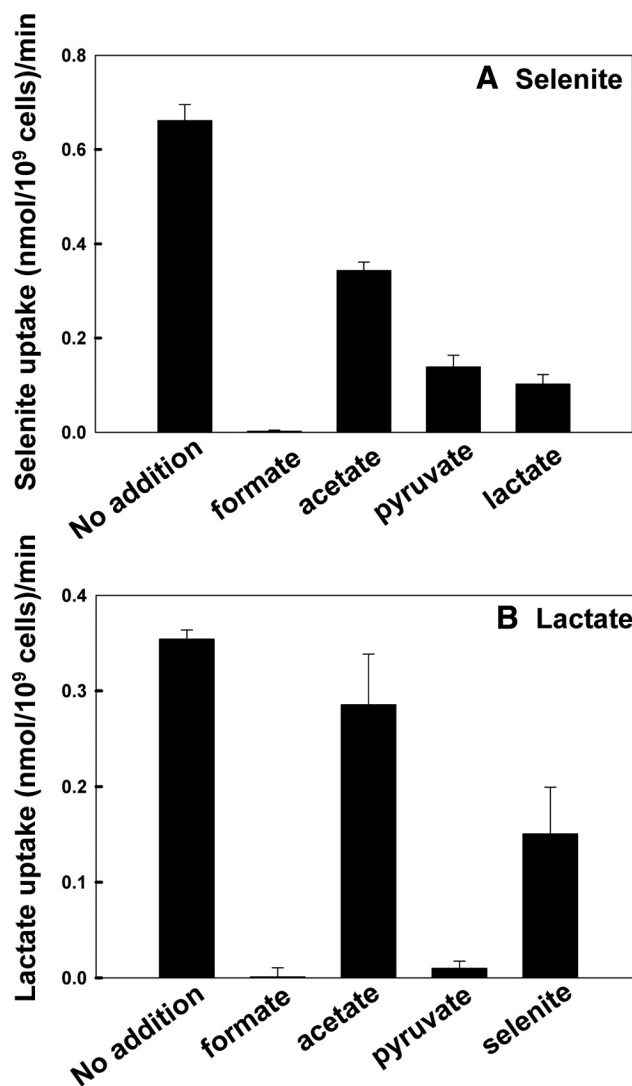 A Selenite
Selenite uptake (nmol/10⁹ cells)/min
0.8
0.6
0.4
0.2
0.0
No addition
formate
acetate
pyruvate
lactate
B Lactate
Lactate uptake (nmol/10⁹ cells)/min
0.4
0.3
0.2
0.1
0.0
No addition
formate
acetate
pyruvate
selenite